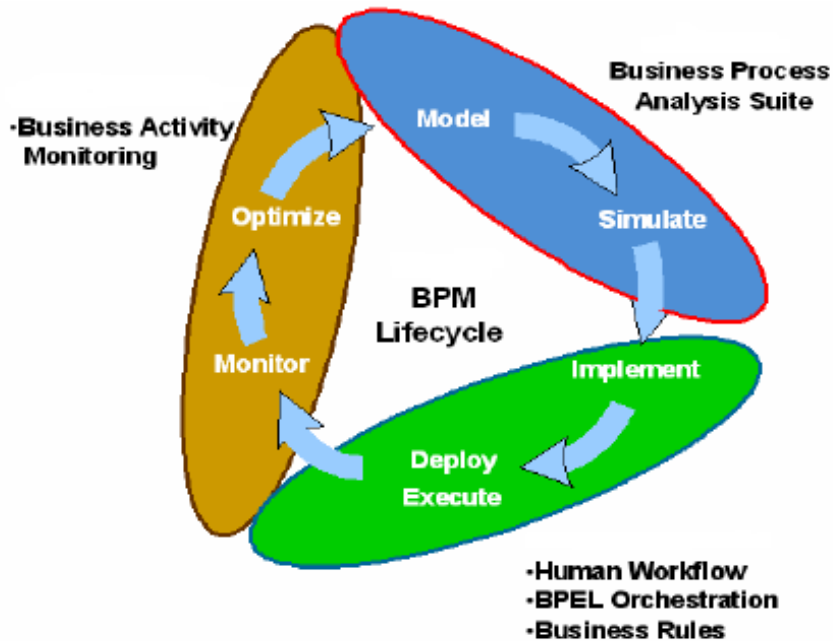 Business Process
Analysis Suite
•Business Activity
Monitoring
Model
Optimize
Simulate
BPM
Lifecycle
Monitor
Implement
Deploy
Execute
•Human Workflow
•BPEL Orchestration
•Business Rules